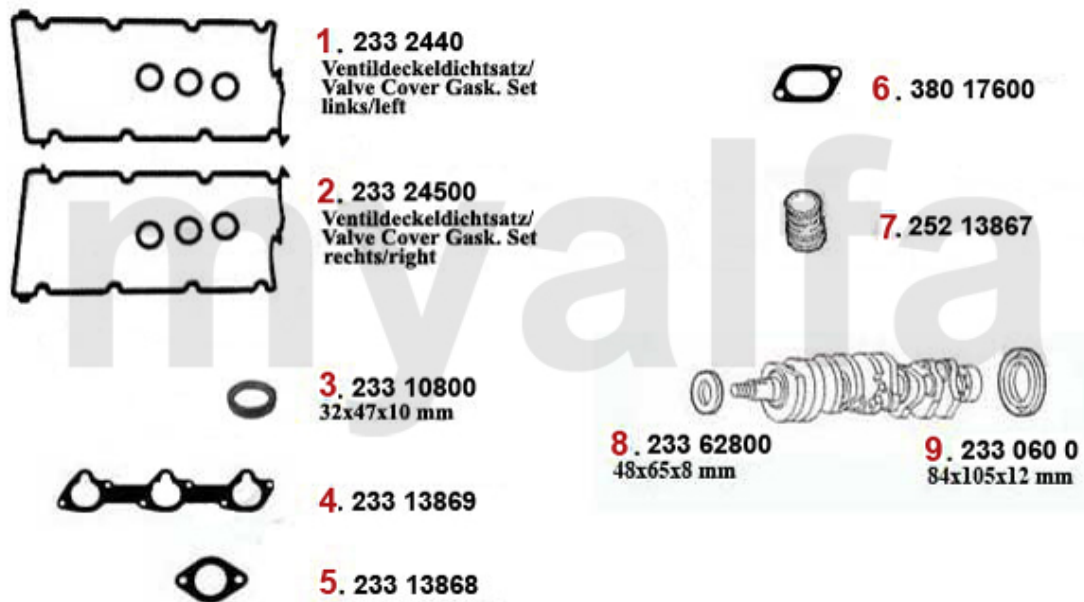 1. 233 2440
Ventildeckeldichtsatz/
Valve Cover Gask. Set
links/left
2. 233 24500
Ventildeckeldichtsatz/
Valve Cover Gask. Set
rechts/right
3. 233 10800
32x47x10 mm
4. 233 13869
5. 233 13868
6. 380 17600
7. 252 13867
8. 233 62800
48x65x8 mm
9. 233 060 0
84x105x12 mm
myalfa